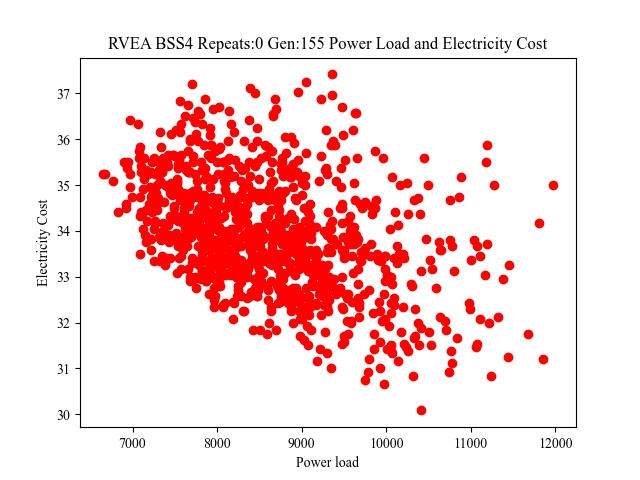 RVEA BSS4 Repeats:0 Gen:155 Power Load and Electricity Cost
37
36
35
34
33
32
31
30
Electricity Cost
7000 8000 9000 10000 11000 12000
Power load